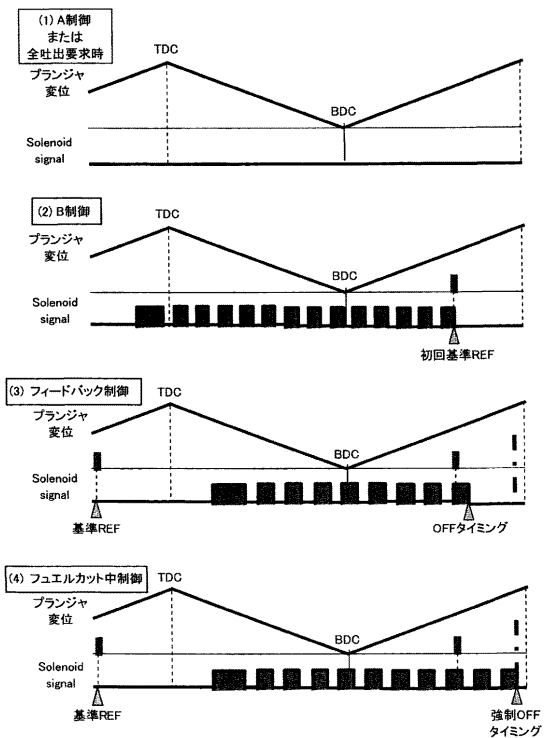 (1) A制御
または
全吐出要求時
TDC
プランジャ
変位
BDC
Solenoid
signal
(2) B制御
TDC
プランジャ
変位
BDC
Solenoid
signal
初回基準REF
(3) フィードバック制御
TDC
プランジャ
変位
BDC
Solenoid
signal
基準REF
OFFタイミング
(4) フュエルカット中制御
TDC
プランジャ
変位
BDC
Solenoid
signal
基準REF
強制OFF
タイミング